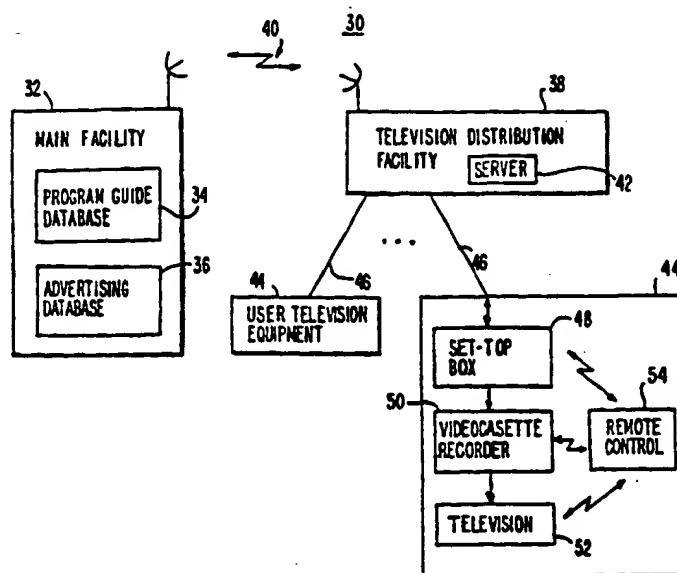 40
30
32
38
MAIN FACILITY
TELEVISION DISTRIBUTION
FACILITY
SERVER
42
PROGRAM GUIDE
DATABASE
34
36
ADVERTISING
DATABASE
...
46
46
44
44
USER TELEVISION
EQUIPMENT
SET-TOP
BOX
48
50
54
VIDEOCASETTE
RECORDER
REMOTE
CONTROL
TELEVISION
52